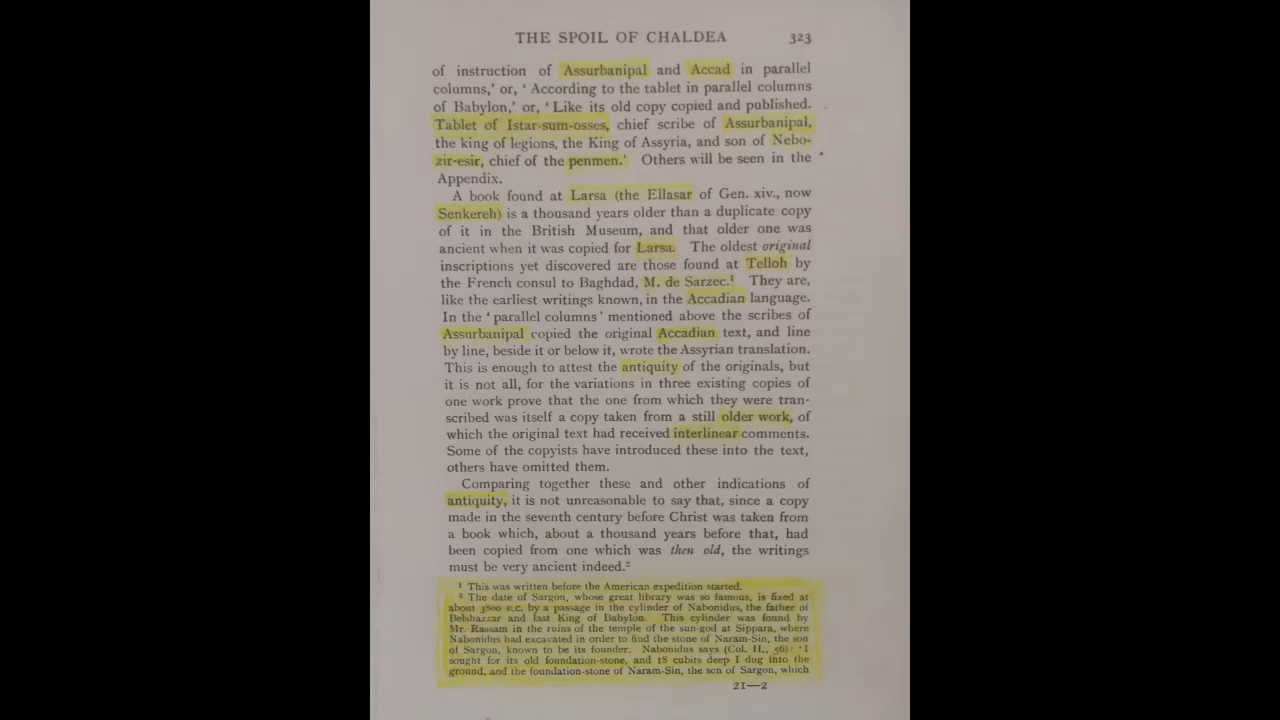 THE SPOIL OF CHALDEA 323
of instruction of Assurbanipal and Accad in parallel
columns,' or, ' According to the tablet in parallel columns
of Babylon,' or, ' Like its old copy copied and published.
Tablet of Istar-sum-osses, chief scribe of Assurbanipal,
the king of legions, the King of Assyria, and son of Nebo-
zir-esir, chief of the penmen.' Others will be seen in the
Appendix.
A book found at Larsa (the Ellasar of Gen. xiv., now
Senkereh) is a thousand years older than a duplicate copy
of it in the British Museum, and that older one was
ancient when it was copied for Larsa. The oldest original
inscriptions yet discovered are those found at Telloh by
the French consul to Baghdad, M. de Sarzec.¹ They are,
like the earliest writings known, in the Accadian language.
In the ' parallel columns ' mentioned above the scribes of
Assurbanipal copied the original Accadian text, and line
by line, beside it or below it, wrote the Assyrian translation.
This is enough to attest the antiquity of the originals, but
it is not all, for the variations in three existing copies of
one work prove that the one from which they were tran-
scribed was itself a copy taken from a still older work, of
which the original text had received interlinear comments.
Some of the copyists have introduced these into the text,
others have omitted them.
Comparing together these and other indications of
antiquity, it is not unreasonable to say that, since a copy
made in the seventh century before Christ was taken from
a book which, about a thousand years before that, had
been copied from one which was then old, the writings
must be very ancient indeed.²
¹ This was written before the American expedition started.
² The date of Sargon, whose great library was so famous, is fixed at
about 3800 B.C. by a passage in the cylinder of Nabonidus, the father of
Belshazzar and last King of Babylon. This cylinder was found by
Mr. Rassam in the ruins of the temple of the sun-god at Sippara, where
Nabonidus had excavated in order to find the stone of Naram-Sin, the son
of Sargon, known to be its founder. Nabonidus says (Col. II., 56): ' I
sought for its old foundation-stone, and 18 cubits deep I dug into the
ground, and the foundation-stone of Naram-Sin, the son of Sargon, which
21—2